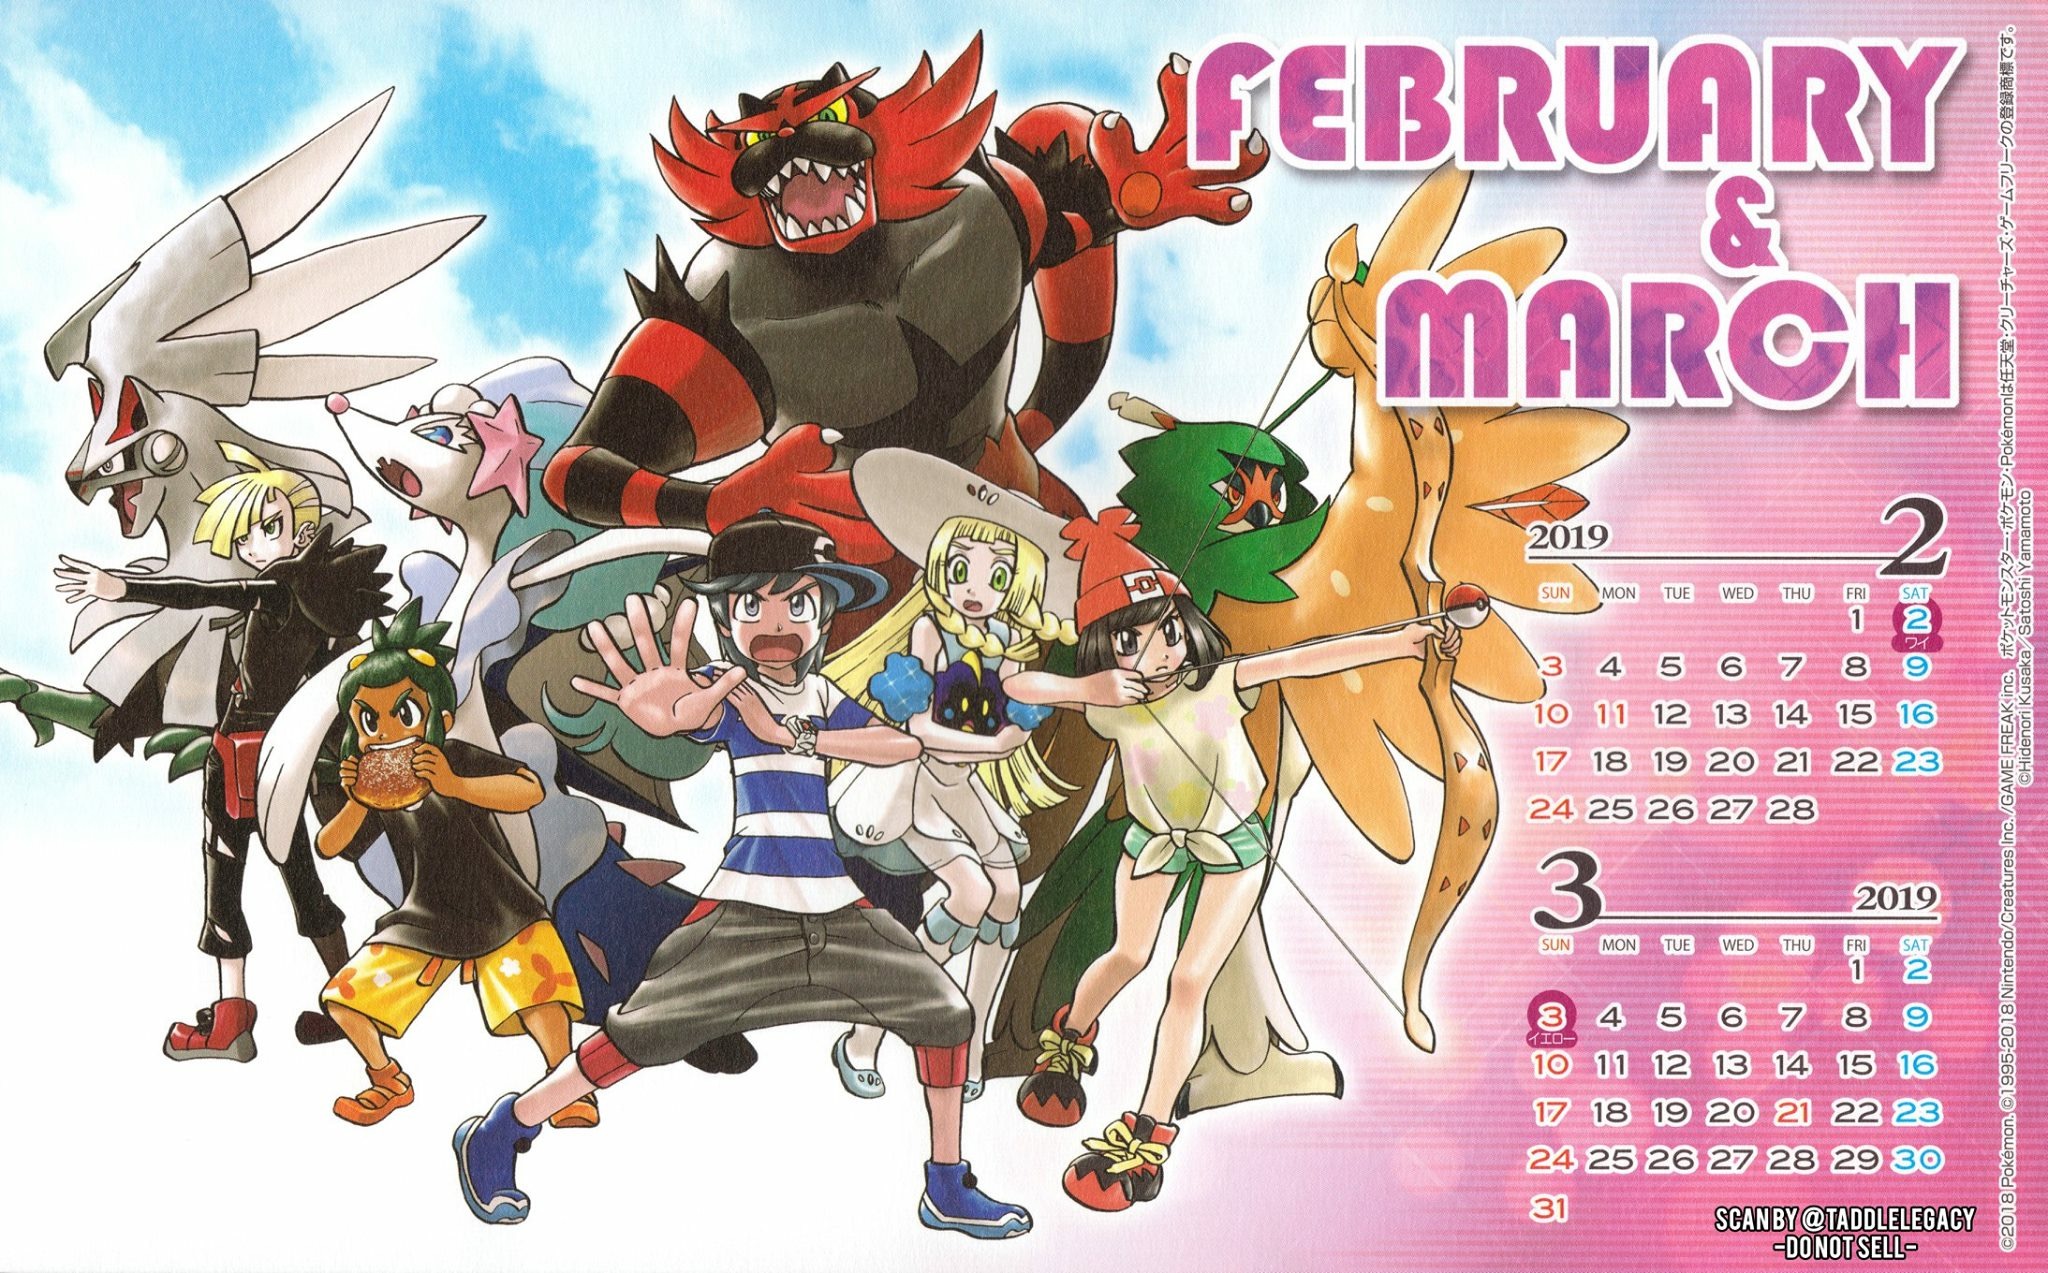 FEBRUARY
&
MARCH
2019 2
SUN MON TUE WED THU FRI SAT
1 2
ワイ
3 4 5 6 7 8 9
10 11 12 13 14 15 16
17 18 19 20 21 22 23
24 25 26 27 28
3 2019
SUN MON TUE WED THU FRI SAT
1 2
3 4 5 6 7 8 9
イエロー
10 11 12 13 14 15 16
17 18 19 20 21 22 23
24 25 26 27 28 29 30
31
©2018 Pokémon. ©1995-2018 Nintendo/Creatures Inc. /GAME FREAK inc. ポケットモンスター・ポケモン・Pokémonは任天堂・クリーチャーズ・ゲームフリークの登録商標です。
©Hidenori Kusaka／Satoshi Yamamoto
SCAN BY @TADDLELEGACY
-DO NOT SELL-